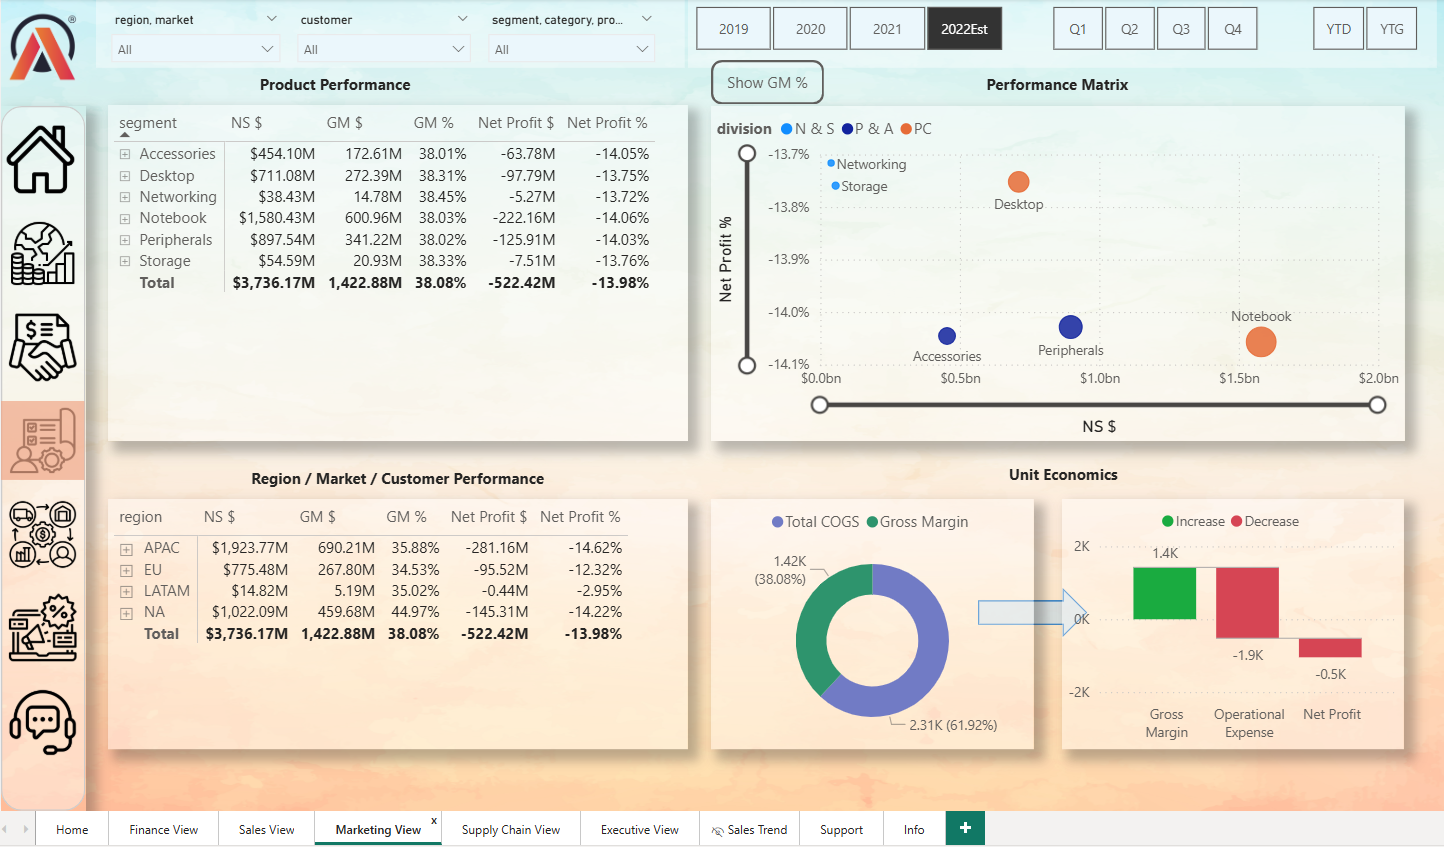 region, market
customer
segment, category, pro...
All
All
All
2019
2020
2021
2022Est
Q1
Q2
Q3
Q4
YTD
YTG
®
Product Performance
segment NS $ GM $ GM % Net Profit $ Net Profit %
Accessories $454.10M 172.61M 38.01% -63.78M -14.05%
Desktop $711.08M 272.39M 38.31% -97.79M -13.75%
Networking $38.43M 14.78M 38.45% -5.27M -13.72%
Notebook $1,580.43M 600.96M 38.03% -222.16M -14.06%
Peripherals $897.54M 341.22M 38.02% -125.91M -14.03%
Storage $54.59M 20.93M 38.33% -7.51M -13.76%
Total $3,736.17M 1,422.88M 38.08% -522.42M -13.98%
Show GM %
Performance Matrix
division N & S P & A PC
Net Profit %
-13.7%
-13.8%
-13.9%
-14.0%
-14.1%
Networking
Storage
Desktop
Accessories
Peripherals
Notebook
$0.0bn $0.5bn $1.0bn $1.5bn $2.0bn
NS $
Region / Market / Customer Performance
region NS $ GM $ GM % Net Profit $ Net Profit %
APAC $1,923.77M 690.21M 35.88% -281.16M -14.62%
EU $775.48M 267.80M 34.53% -95.52M -12.32%
LATAM $14.82M 5.19M 35.02% -0.44M -2.95%
NA $1,022.09M 459.68M 44.97% -145.31M -14.22%
Total $3,736.17M 1,422.88M 38.08% -522.42M -13.98%
Unit Economics
Total COGS Gross Margin
1.42K
(38.08%)
2.31K (61.92%)
Increase Decrease
2K
0K
-2K
1.4K
-1.9K
-0.5K
Gross
Margin
Operational
Expense
Net Profit
Home
Finance View
Sales View
Marketing View x
Supply Chain View
Executive View
Sales Trend
Support
Info
+